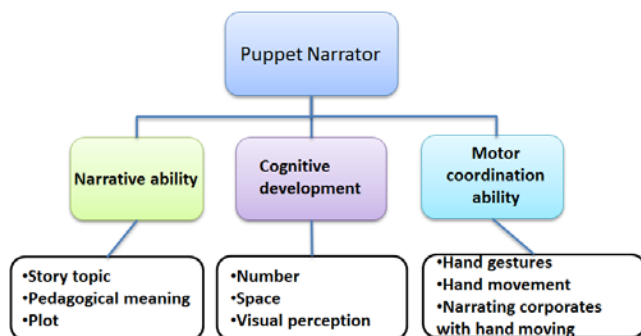 Puppet Narrator
Narrative ability
Cognitive
development
Motor
coordination
ability
•Story topic
•Pedagogical meaning
•Plot
•Number
•Space
•Visual perception
•Hand gestures
•Hand movement
•Narrating corporates
with hand moving